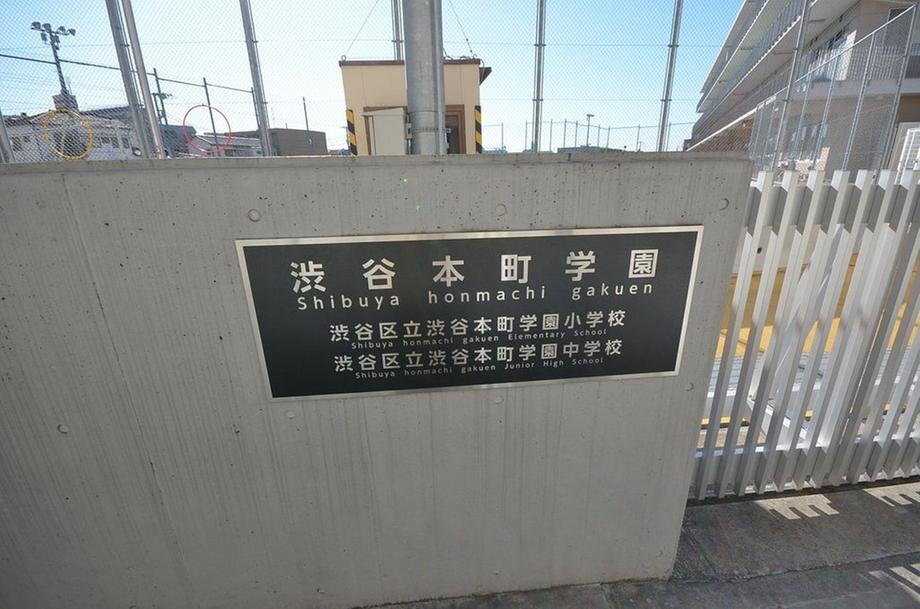 渋谷本町学園
Shibuya honmachi gakuen
渋谷区立渋谷本町学園小学校
Shibuya honmachi gakuen Elementary School
渋谷区立渋谷本町学園中学校
Shibuya honmachi gakuen Junior High School